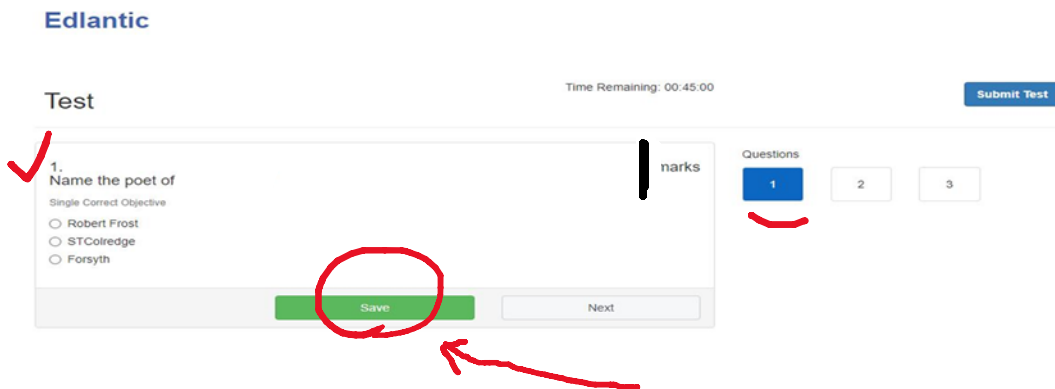 Edlantic
Test
Time Remaining: 00:45:00
Submit Test
1.
Name the poet of
marks
Single Correct Objective
Robert Frost
STColredge
Forsyth
Save
Next
Questions
1
2
3